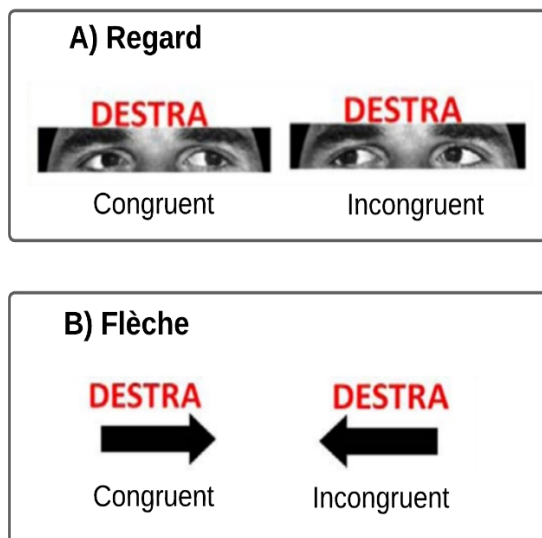 A) Regard
DESTRA DESTRA
Congruent Incongruent
B) Flèche
DESTRA DESTRA
Congruent Incongruent